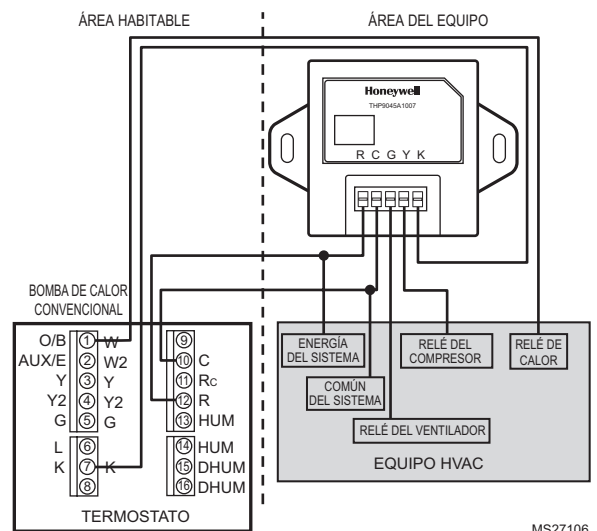 ÁREA HABITABLE
ÁREA DEL EQUIPO
Honeywell
THP9045A1007
R C G Y K
BOMBA DE CALOR
CONVENCIONAL
O/B 1 W
AUX/E 2 W2
Y 3 Y
Y2 4 Y2
G 5 G
L 6
K 7 K
8
9
10 C
11 Rc
12 R
13 HUM
14 HUM
15 DHUM
16 DHUM
TERMOSTATO
ENERGÍA
DEL SISTEMA
COMÚN
DEL SISTEMA
RELÉ DEL
COMPRESOR
RELÉ DE
CALOR
RELÉ DEL VENTILADOR
EQUIPO HVAC
MS27106